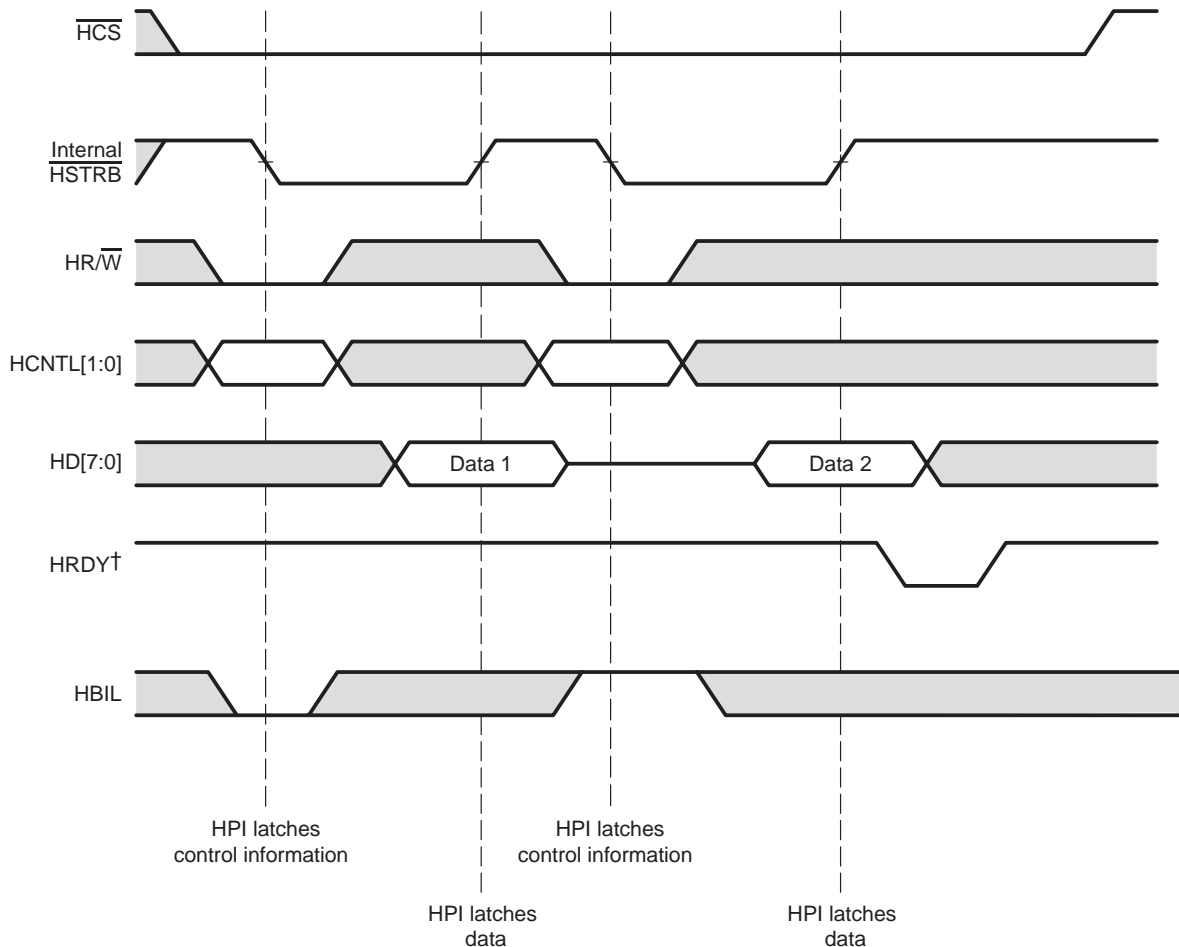 HCS
Internal
HSTRB
HR/W
HCNTL[1:0]
HD[7:0]
Data 1
Data 2
HRDY†
HBIL
HPI latches
control information
HPI latches
control information
HPI latches
data
HPI latches
data